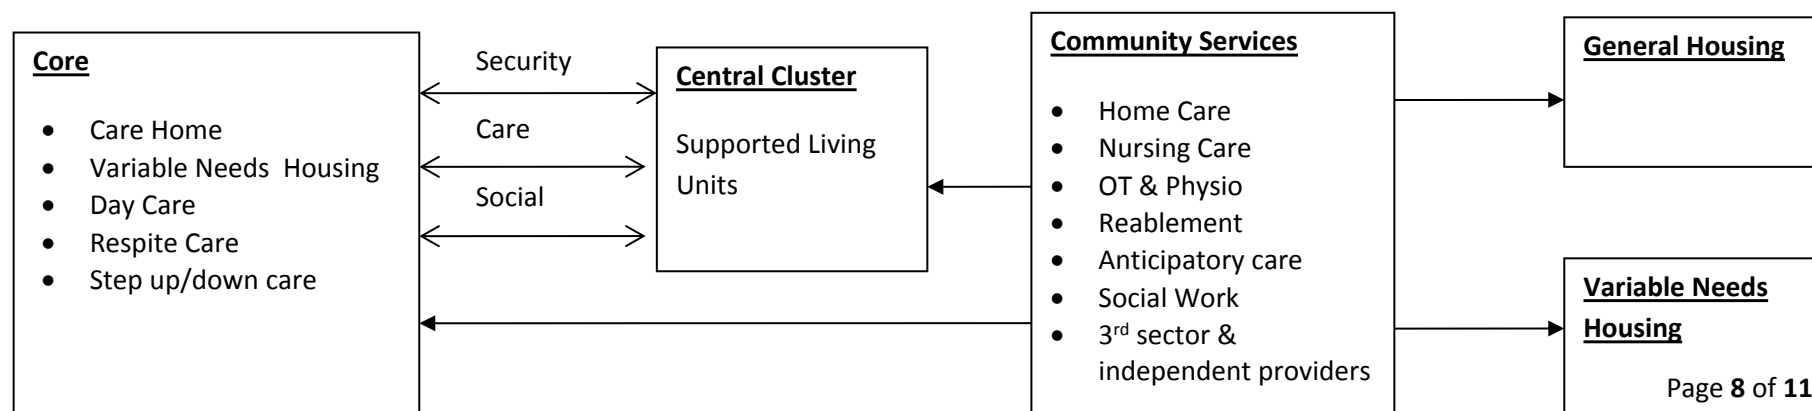 Core
• Care Home
• Variable Needs  Housing
• Day Care
• Respite Care
• Step up/down care
Security
Care
Social
Central Cluster
Supported Living
Units
Community Services
• Home Care
• Nursing Care
• OT & Physio
• Reablement
• Anticipatory care
• Social Work
• 3rd sector &
independent providers
General Housing
Variable Needs
Housing
Page 8 of 11